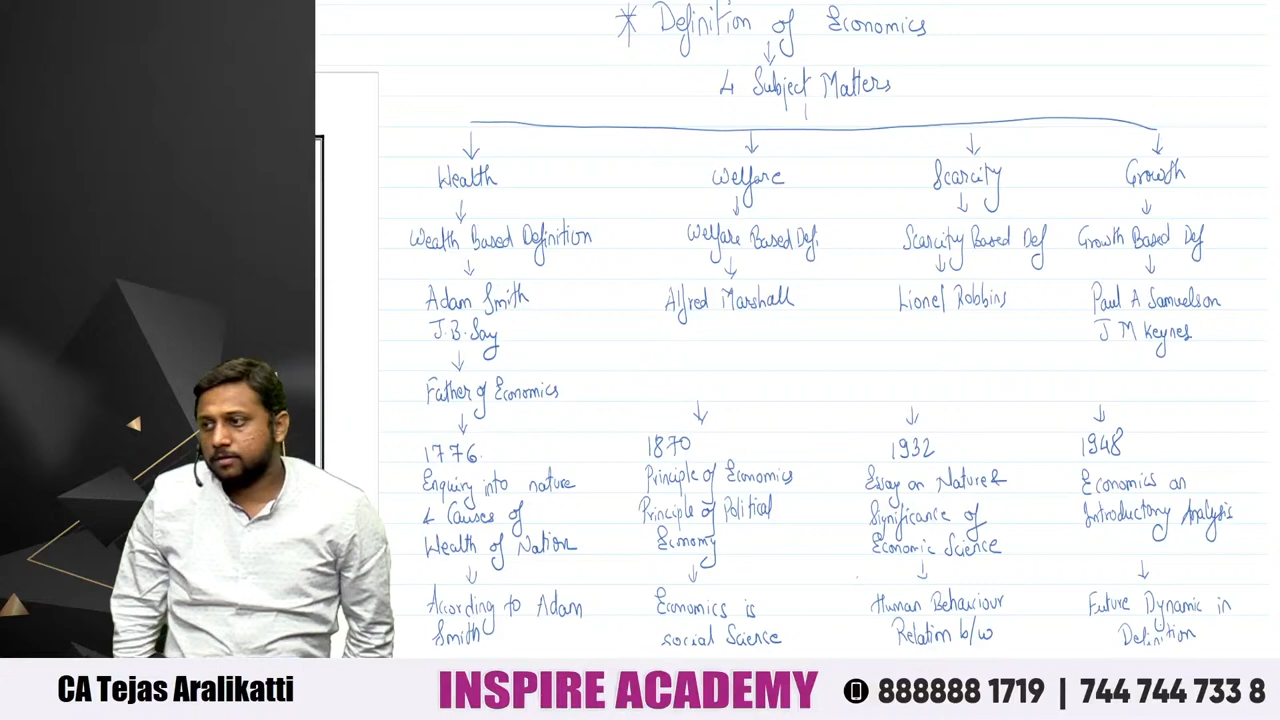 * Definition of Economics
4 Subject Matters
Wealth Welfare Scarcity Growth
Wealth Based Definition Welfare Based Def. Scarcity Based Def Growth Based Def
Adam Smith Alfred Marshall Lionel Robbins Paul A Samuelson
J.B. Say J M Keynes
Father of Economics
1776. 1870 1932 1948
Enquiry into nature Principle of Economics Essay on Nature & Economics an
& Causes of Principle of Political Significance of Introductory Analysis
Wealth of Nation Economy Economic Science
According to Adam Economics is Human Behaviour Future Dynamic in
Smith social Science Relation b/w Definition
CA Tejas Aralikatti INSPIRE ACADEMY 888888 1719 | 744 744 733 8